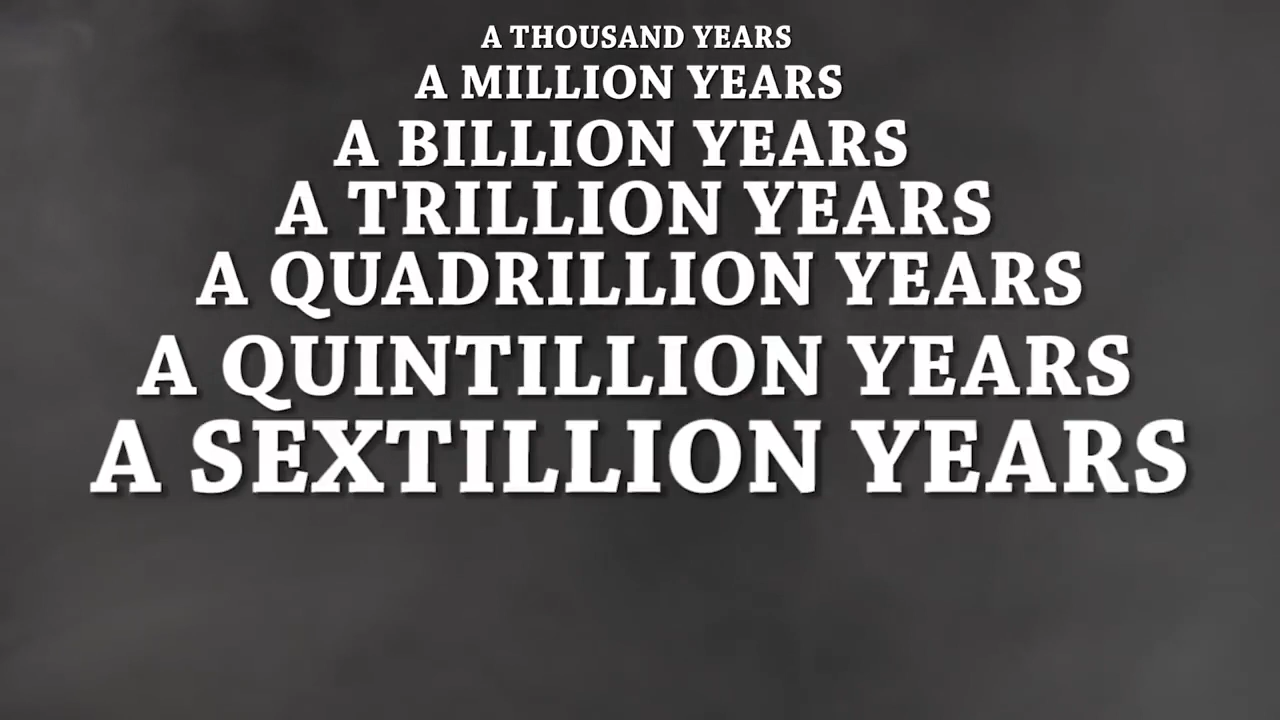 A THOUSAND YEARS
A MILLION YEARS
A BILLION YEARS
A TRILLION YEARS
A QUADRILLION YEARS
A QUINTILLION YEARS
A SEXTILLION YEARS